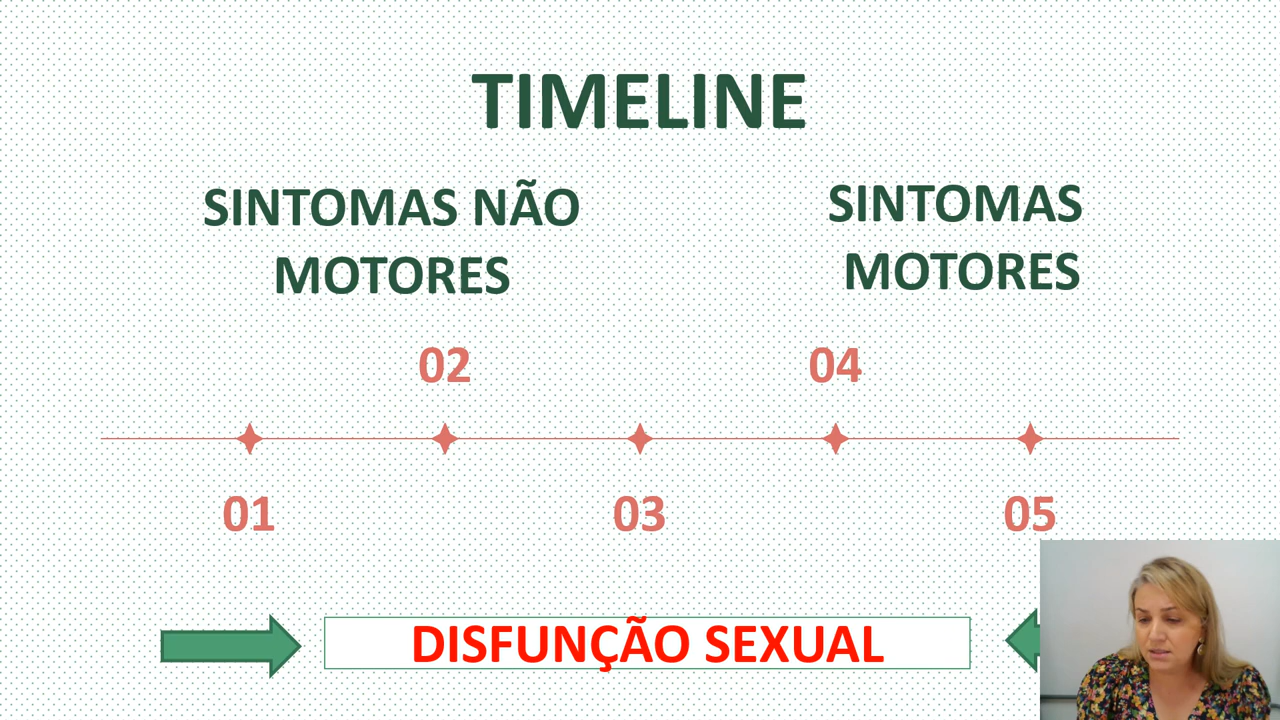 TIMELINE
SINTOMAS NÃO
MOTORES
SINTOMAS
MOTORES
02
04
01
03
05
DISFUNÇÃO SEXUAL